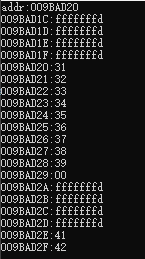 addr:009BAD20
009BAD1C:fffffffd
009BAD1D:fffffffd
009BAD1E:fffffffd
009BAD1F:fffffffd
009BAD20:31
009BAD21:32
009BAD22:33
009BAD23:34
009BAD24:35
009BAD25:36
009BAD26:37
009BAD27:38
009BAD28:39
009BAD29:00
009BAD2A:fffffffd
009BAD2B:fffffffd
009BAD2C:fffffffd
009BAD2D:fffffffd
009BAD2E:41
009BAD2F:42